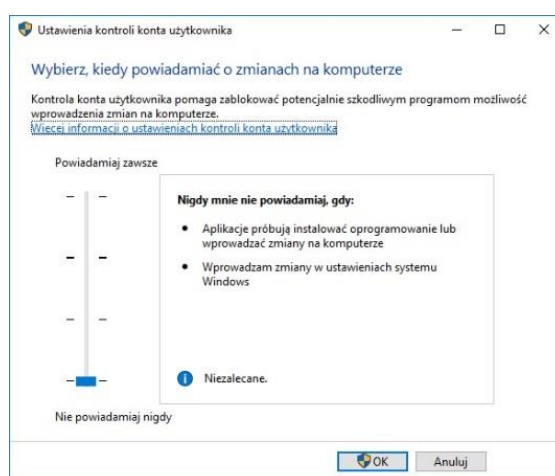 Ustawienia kontroli konta użytkownika
Wybierz, kiedy powiadamiać o zmianach na komputerze
Kontrola konta użytkownika pomaga zablokować potencjalnie szkodliwym programom możliwość
wprowadzenia zmian na komputerze.
Więcej informacji o ustawieniach kontroli konta użytkownika
Powiadamiaj zawsze
Nigdy mnie nie powiadamiaj, gdy:
Aplikacje próbują instalować oprogramowanie lub
wprowadzać zmiany na komputerze
Wprowadzam zmiany w ustawieniach systemu
Windows
Niezalecane.
Nie powiadamiaj nigdy
OK
Anuluj